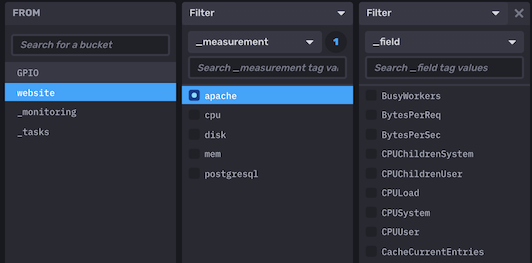 FROM
Search for a bucket
GPIO
website
_monitoring
_tasks
Filter
_measurement
1
Search _measurement tag va
apache
cpu
disk
mem
postgresql
Filter
_field
Search _field tag values
BusyWorkers
BytesPerReq
BytesPerSec
CPUChildrenSystem
CPUChildrenUser
CPULoad
CPUSystem
CPUUser
CacheCurrentEntries